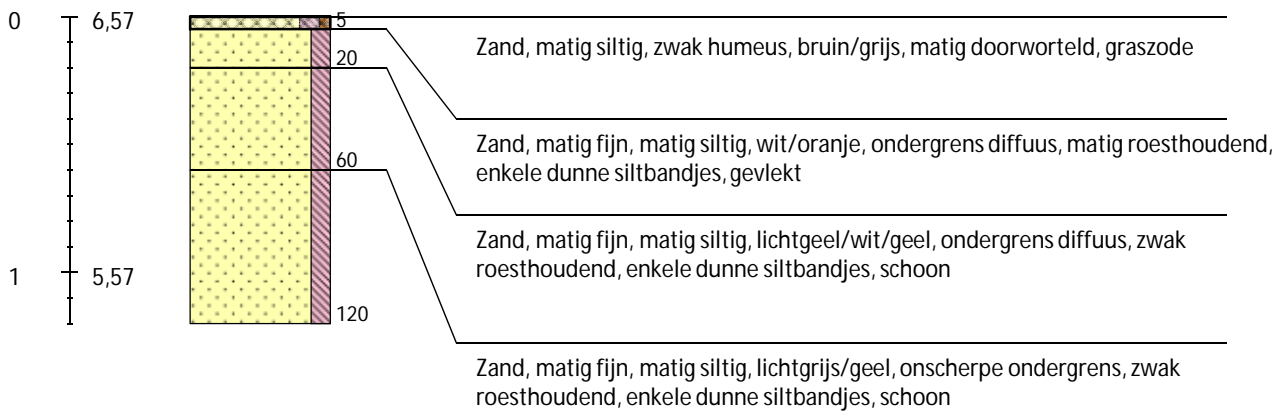 0
6,57
5
Zand, matig siltig, zwak humeus, bruin/grijs, matig doorworteld, graszode
20
Zand, matig fijn, matig siltig, wit/oranje, ondergrens diffuus, matig roesthoudend,
enkele dunne siltbandjes, gevlekt
60
Zand, matig fijn, matig siltig, lichtgeel/wit/geel, ondergrens diffuus, zwak
roesthoudend, enkele dunne siltbandjes, schoon
1
5,57
120
Zand, matig fijn, matig siltig, lichtgrijs/geel, onscherpe ondergrens, zwak
roesthoudend, enkele dunne siltbandjes, schoon